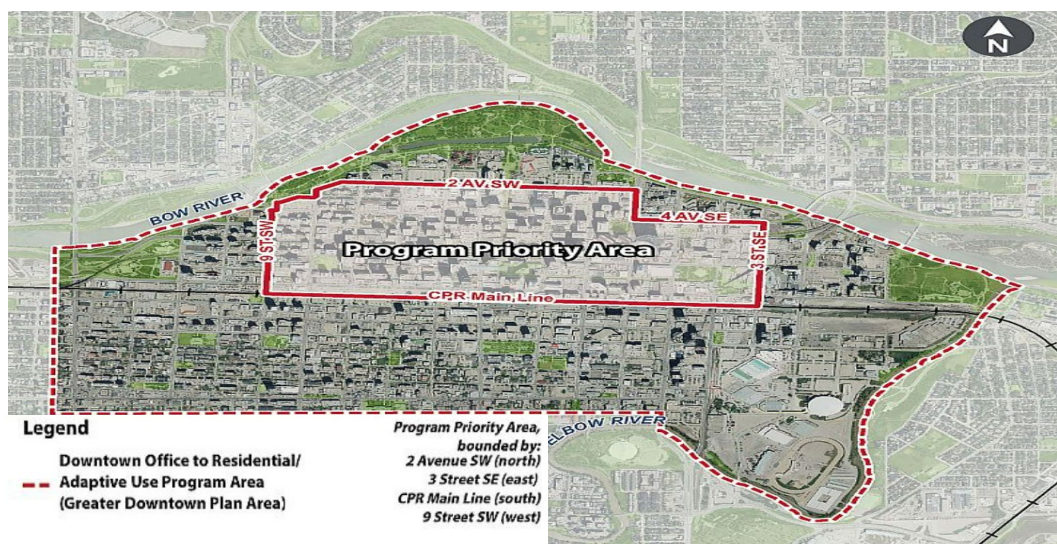 N
BOW RIVER
2 AV. SW
4 AV SE
9 ST SW
Program Priority Area
3 ST SE
CPR Main Line
ELBOW RIVER
Legend
Downtown Office to Residential/
Adaptive Use Program Area
(Greater Downtown Plan Area)
Program Priority Area,
bounded by:
2 Avenue SW (north)
3 Street SE (east)
CPR Main Line (south)
9 Street SW (west)